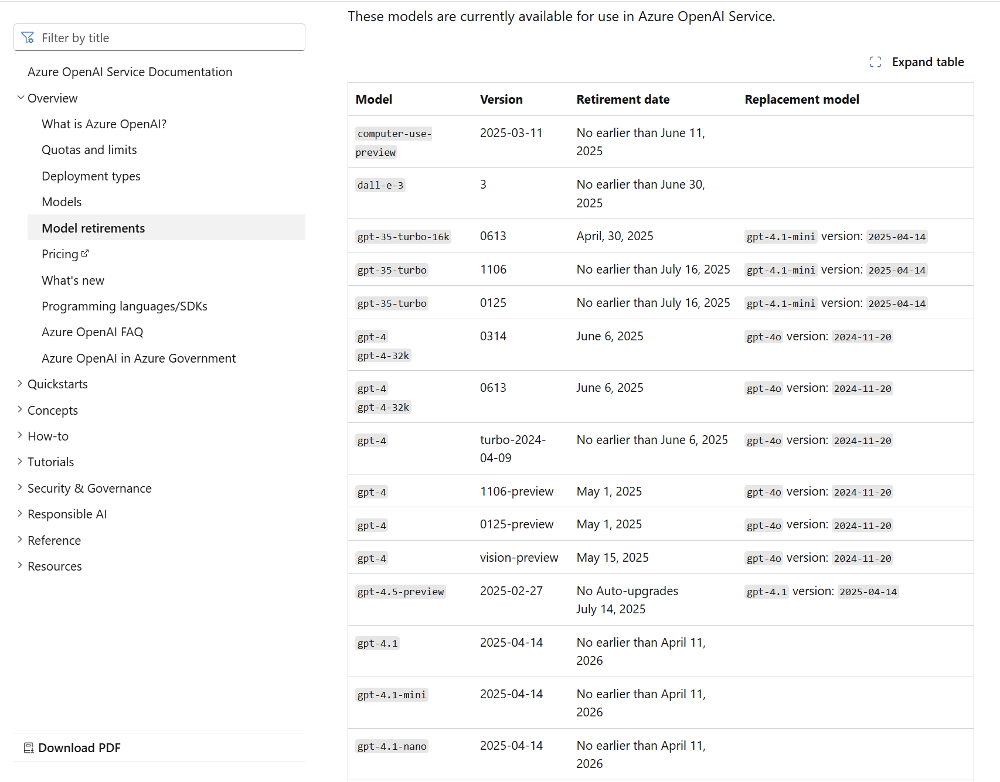 These models are currently available for use in Azure OpenAI Service.
Filter by title
Azure OpenAI Service Documentation
Overview
What is Azure OpenAI?
Quotas and limits
Deployment types
Models
Model retirements
Pricing
What's new
Programming languages/SDKs
Azure OpenAI FAQ
Azure OpenAI in Azure Government
Quickstarts
Concepts
How-to
Tutorials
Security & Governance
Responsible AI
Reference
Resources
Download PDF
Expand table
Model Version Retirement date Replacement model
computer-use- 2025-03-11 No earlier than June 11,
preview 2025
dall-e-3 3 No earlier than June 30,
2025
gpt-35-turbo-16k 0613 April, 30, 2025 gpt-4.1-mini version: 2025-04-14
gpt-35-turbo 1106 No earlier than July 16, 2025 gpt-4.1-mini version: 2025-04-14
gpt-35-turbo 0125 No earlier than July 16, 2025 gpt-4.1-mini version: 2025-04-14
gpt-4 0314 June 6, 2025 gpt-4o version: 2024-11-20
gpt-4-32k
gpt-4 0613 June 6, 2025 gpt-4o version: 2024-11-20
gpt-4-32k
gpt-4 turbo-2024- No earlier than June 6, 2025 gpt-4o version: 2024-11-20
04-09
gpt-4 1106-preview May 1, 2025 gpt-4o version: 2024-11-20
gpt-4 0125-preview May 1, 2025 gpt-4o version: 2024-11-20
gpt-4 vision-preview May 15, 2025 gpt-4o version: 2024-11-20
gpt-4.5-preview 2025-02-27 No Auto-upgrades gpt-4.1 version: 2025-04-14
July 14, 2025
gpt-4.1 2025-04-14 No earlier than April 11,
2026
gpt-4.1-mini 2025-04-14 No earlier than April 11,
2026
gpt-4.1-nano 2025-04-14 No earlier than April 11,
2026